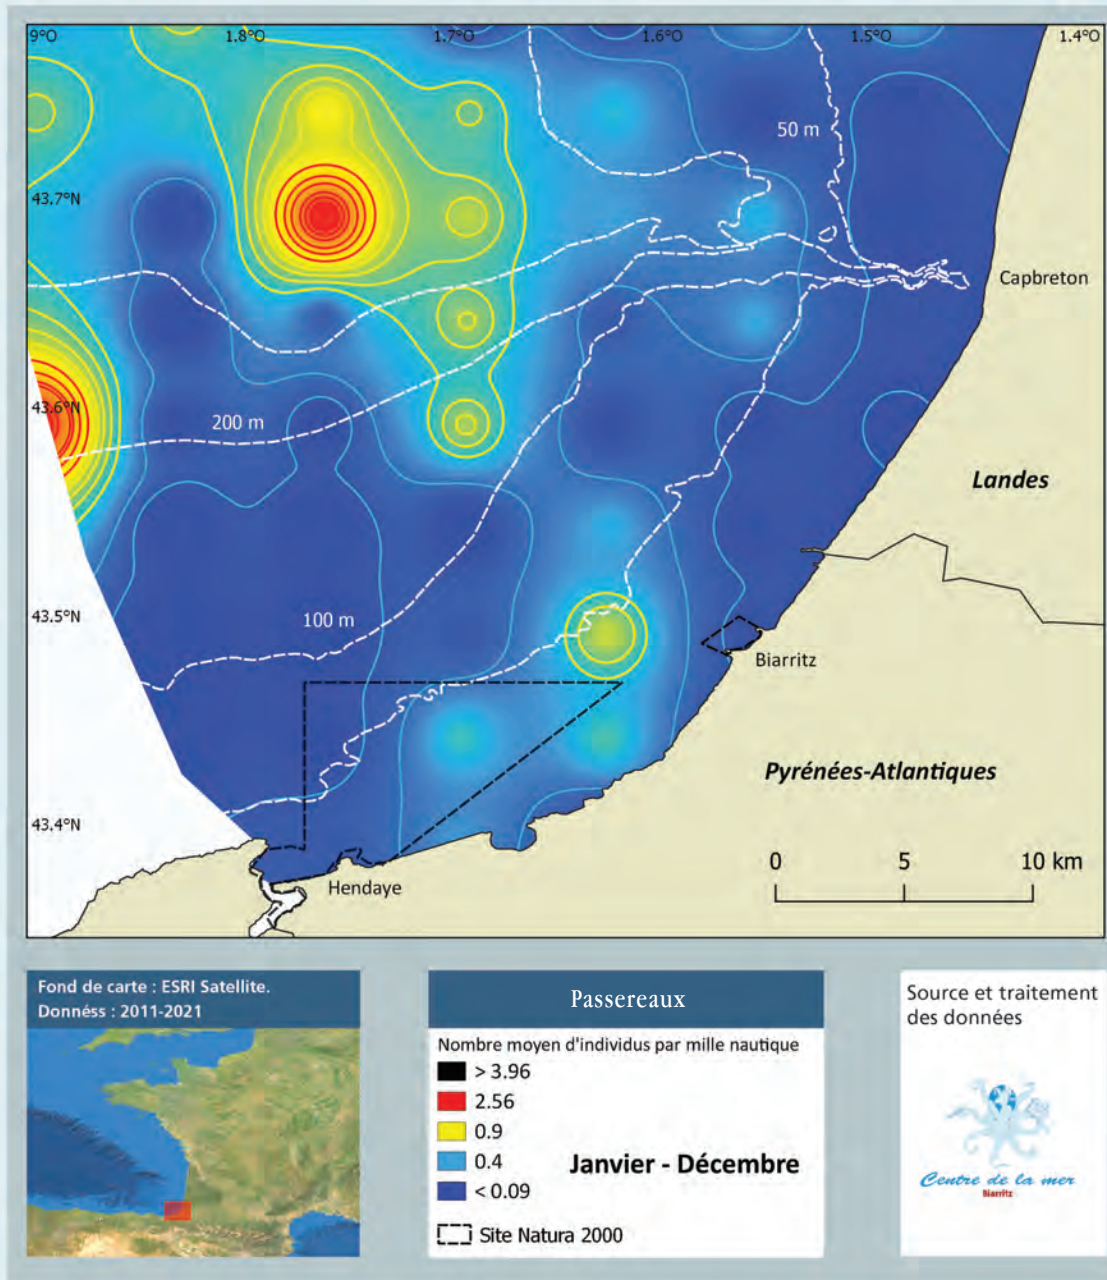 9°O 1.8°O 1.7°O 1.6°O 1.5°O 1.4°O
50 m
43.7°N
Capbreton
43.6°N
200 m
Landes
43.5°N
100 m
Biarritz
Pyrénées-Atlantiques
43.4°N
0 5 10 km
Hendaye
Fond de carte : ESRI Satellite.
Donnéss : 2011-2021
Passereaux
Nombre moyen d'individus par mille nautique
> 3.96
2.56
0.9
0.4
< 0.09
Janvier - Décembre
Site Natura 2000
Source et traitement
des données
Centre de la mer
Biarritz